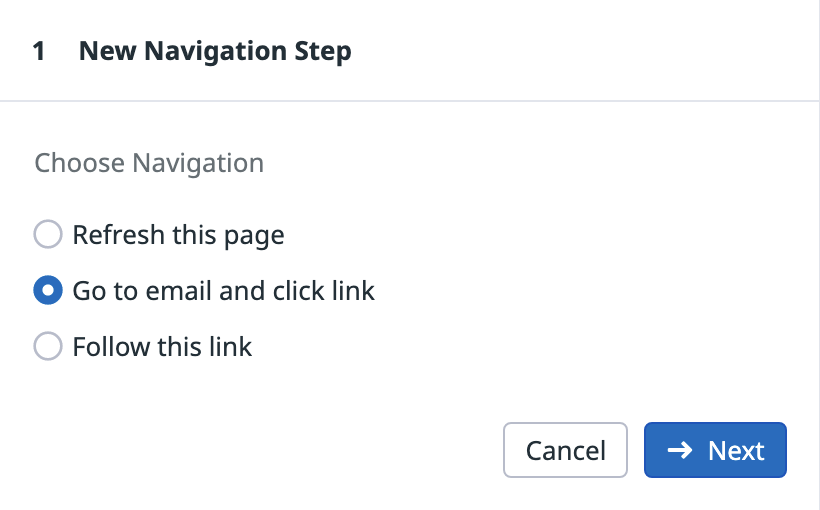 1 New Navigation Step
Choose Navigation
Refresh this page
Go to email and click link
Follow this link
Cancel
Next